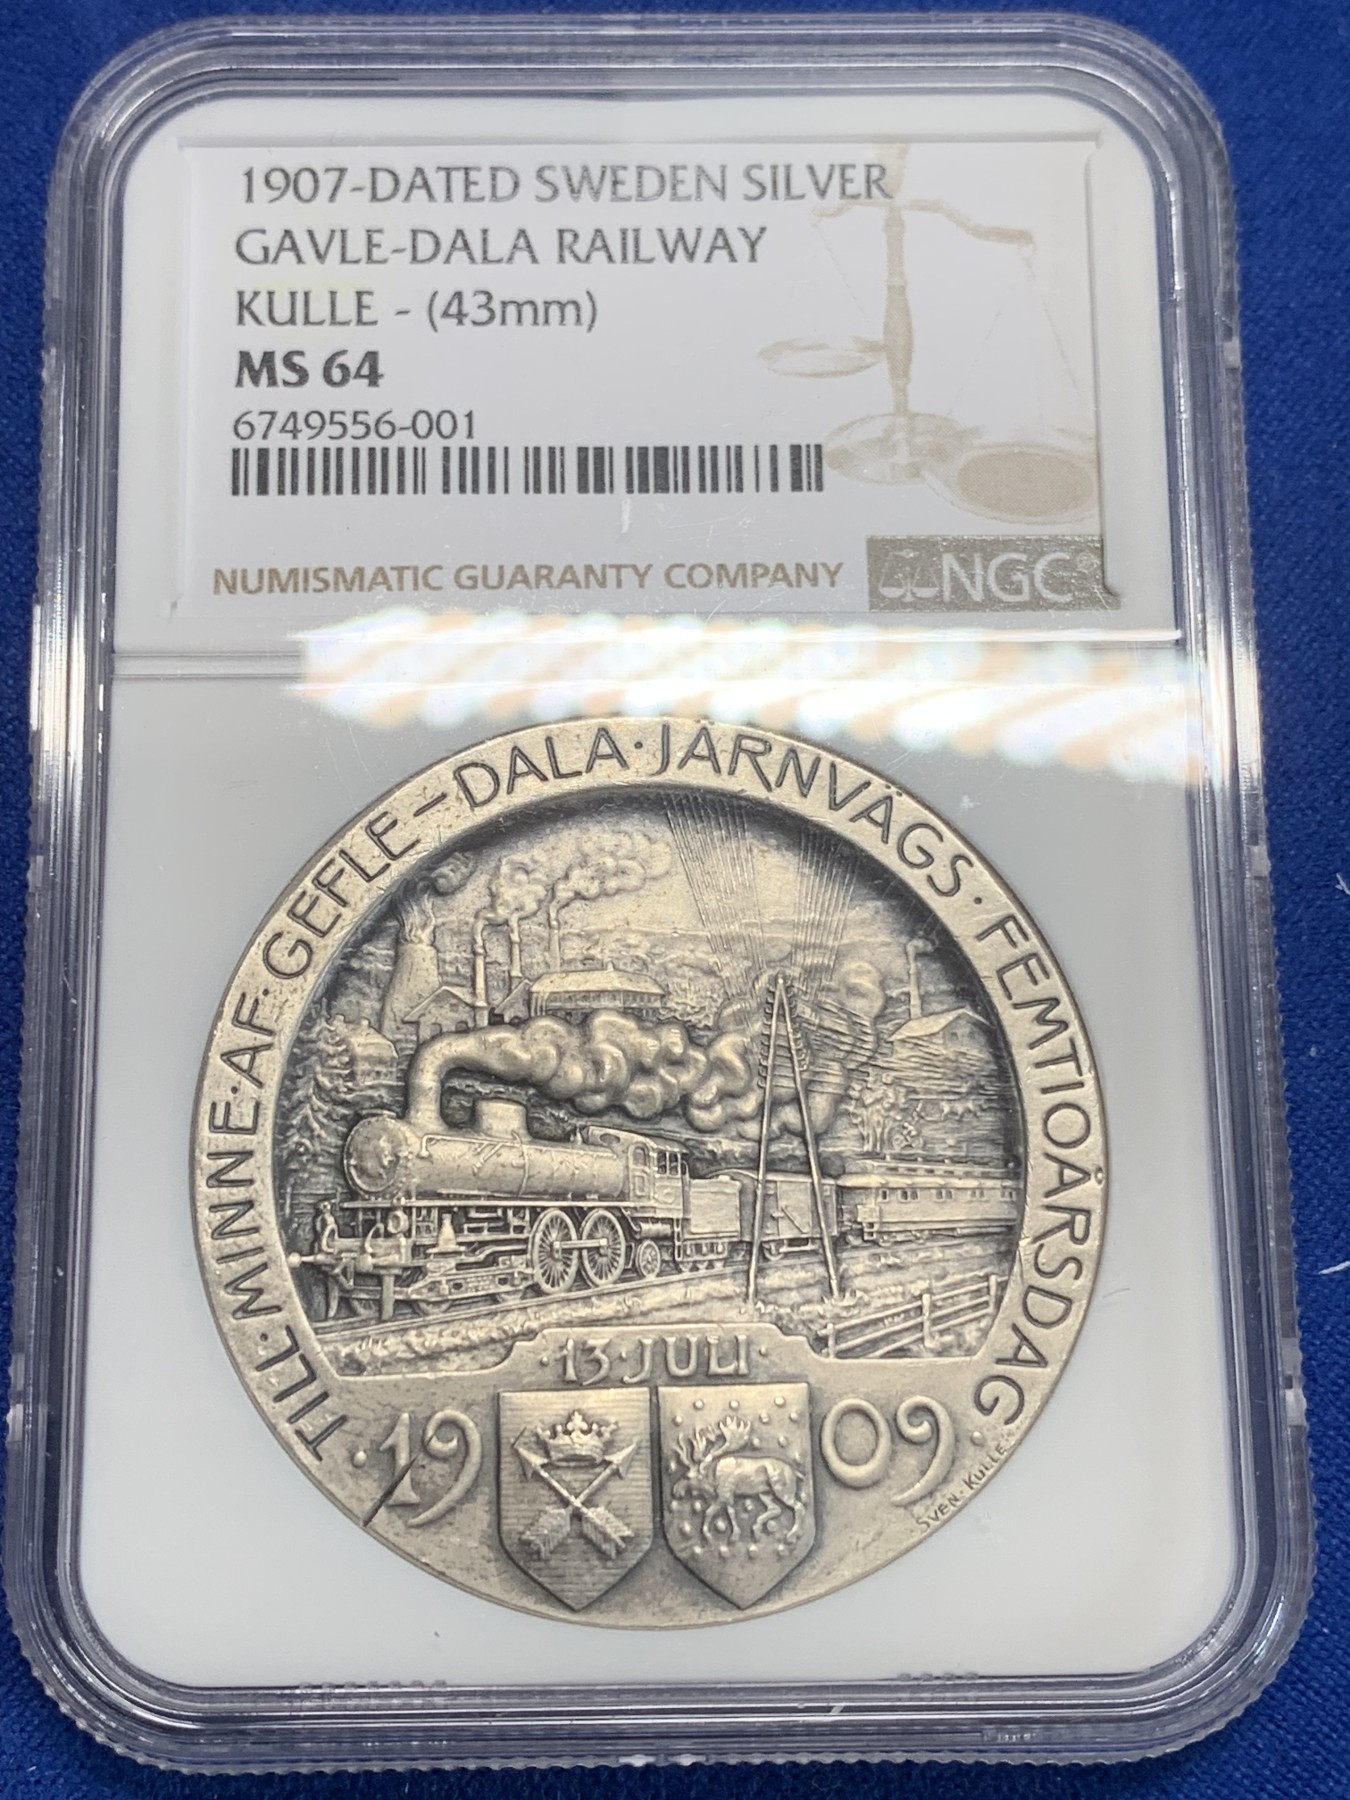 1907-DATED SWEDEN SILVER
GAVLE-DALA RAILWAY
KULLE - (43mm)
MS 64
6749556-001
NUMISMATIC GUARANTY COMPANY
NGC
TILL·MINNE·AF·GEFLE–DALA·JÄRNVÄGS·FEMTIOÅRSDAG·
·13·JULI·
·19 09
SVEN·KULLE